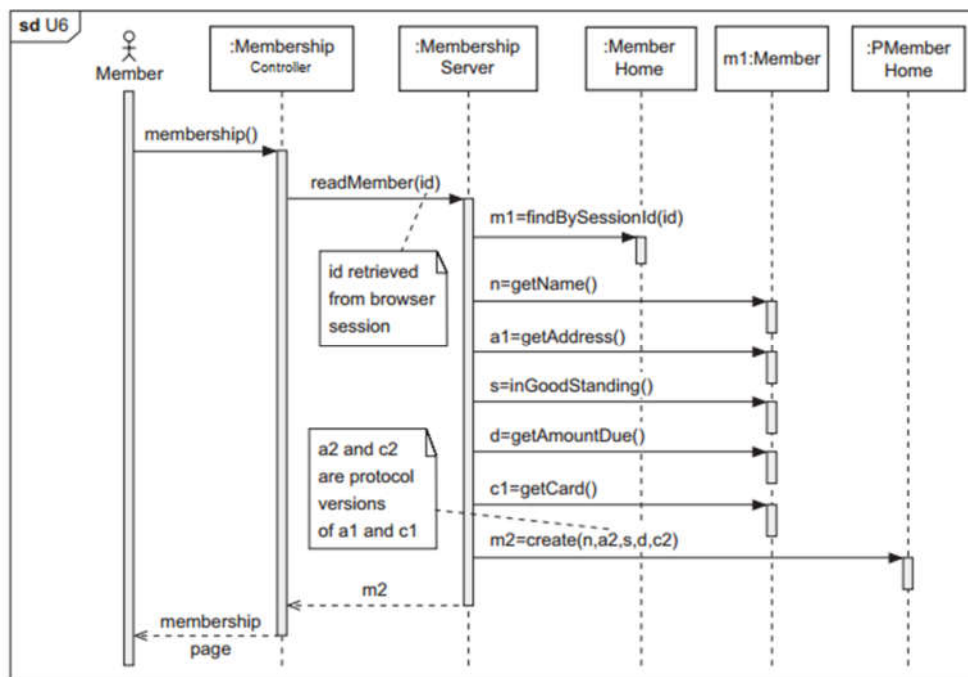 sd U6
Member
:Membership
Controller
:Membership
Server
:Member
Home
m1:Member
:PMember
Home
membership()
readMember(id)
m1=findBySessionId(id)
id retrieved
from browser
session
n=getName()
a1=getAddress()
s=inGoodStanding()
d=getAmountDue()
a2 and c2
are protocol
versions
of a1 and c1
c1=getCard()
m2=create(n,a2,s,d,c2)
m2
membership
page